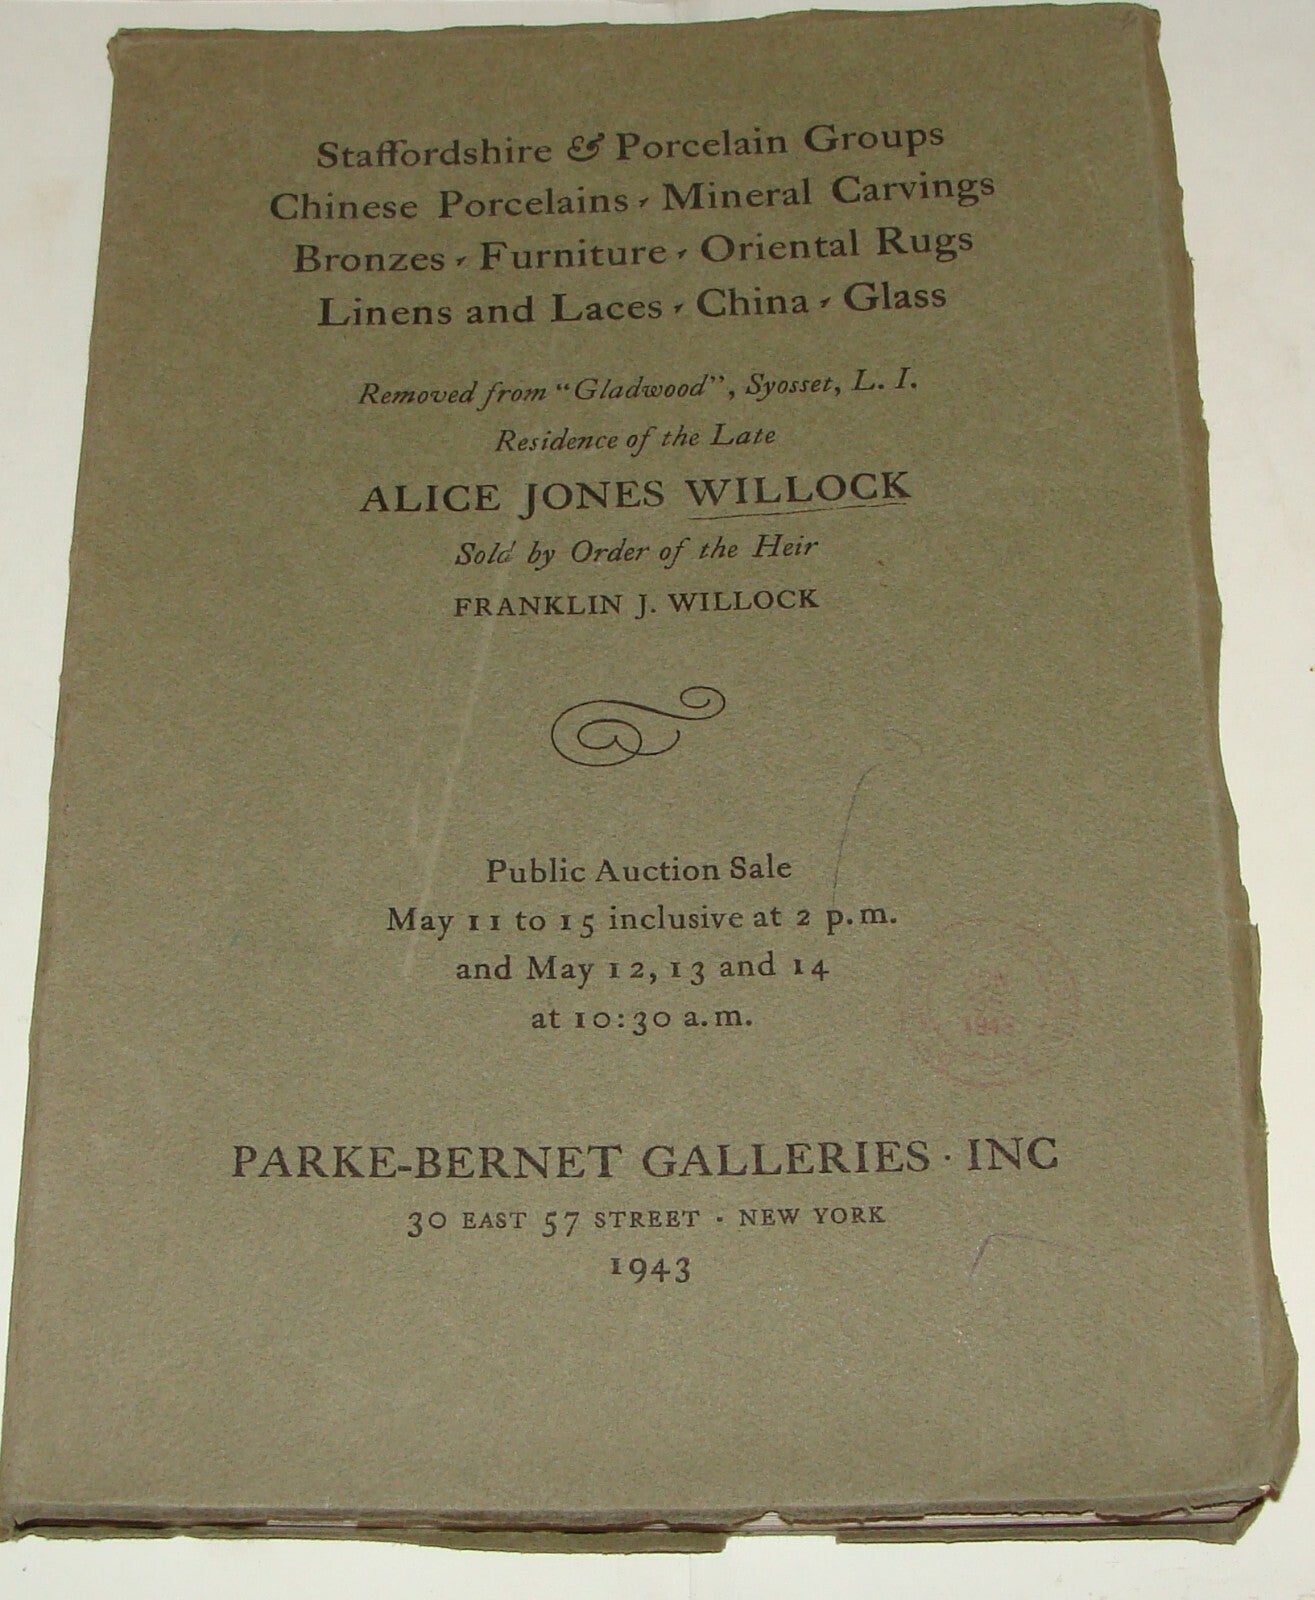 Staffordshire & Porcelain Groups
Chinese Porcelains · Mineral Carvings
Bronzes · Furniture · Oriental Rugs
Linens and Laces · China · Glass
Removed from "Gladwood", Syosset, L. I.
Residence of the Late
ALICE JONES WILLOCK
Sold by Order of the Heir
FRANKLIN J. WILLOCK
Public Auction Sale
May 11 to 15 inclusive at 2 p.m.
and May 12, 13 and 14
at 10:30 a.m.
PARKE-BERNET GALLERIES · INC
30 EAST 57 STREET · NEW YORK
1943